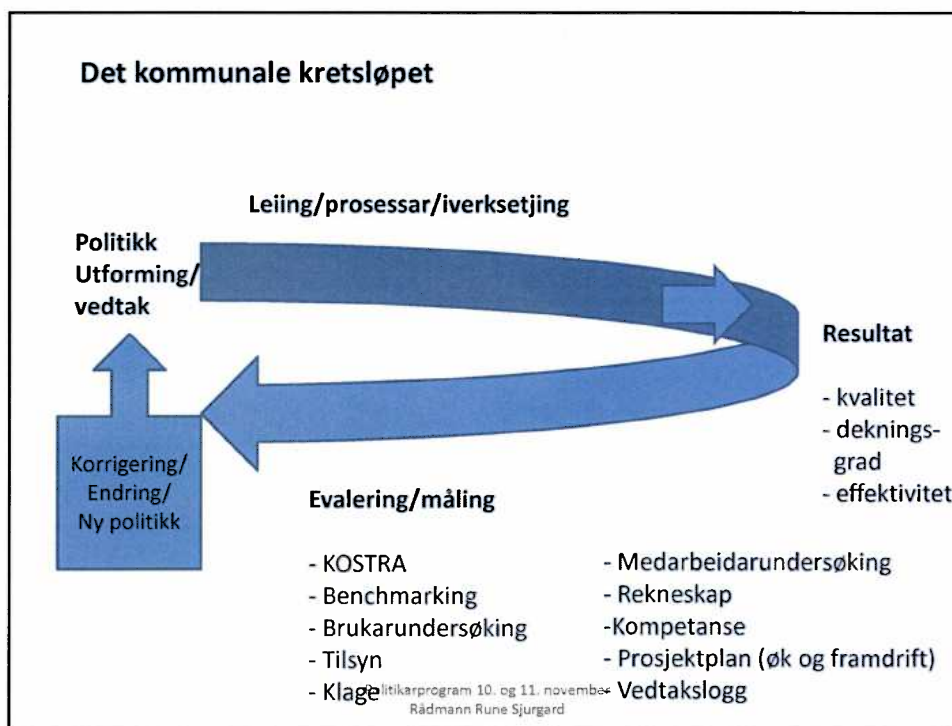 Det kommunale kretsløpet
Leiing/prosessar/iverksetjing
Politikk
Utforming/
vedtak
Resultat
- kvalitet
- deknings-
grad
- effektivitet
Korrigering/
Endring/
Ny politikk
Evalering/måling
- KOSTRA
- Benchmarking
- Brukarundersøking
- Tilsyn
- Klage
- Medarbeidarundersøking
- Rekneskap
-Kompetanse
- Prosjektplan (øk og framdrift)
- Vedtakslogg
Politikarprogram 10. og 11. november
Rådmann Rune Sjurgard